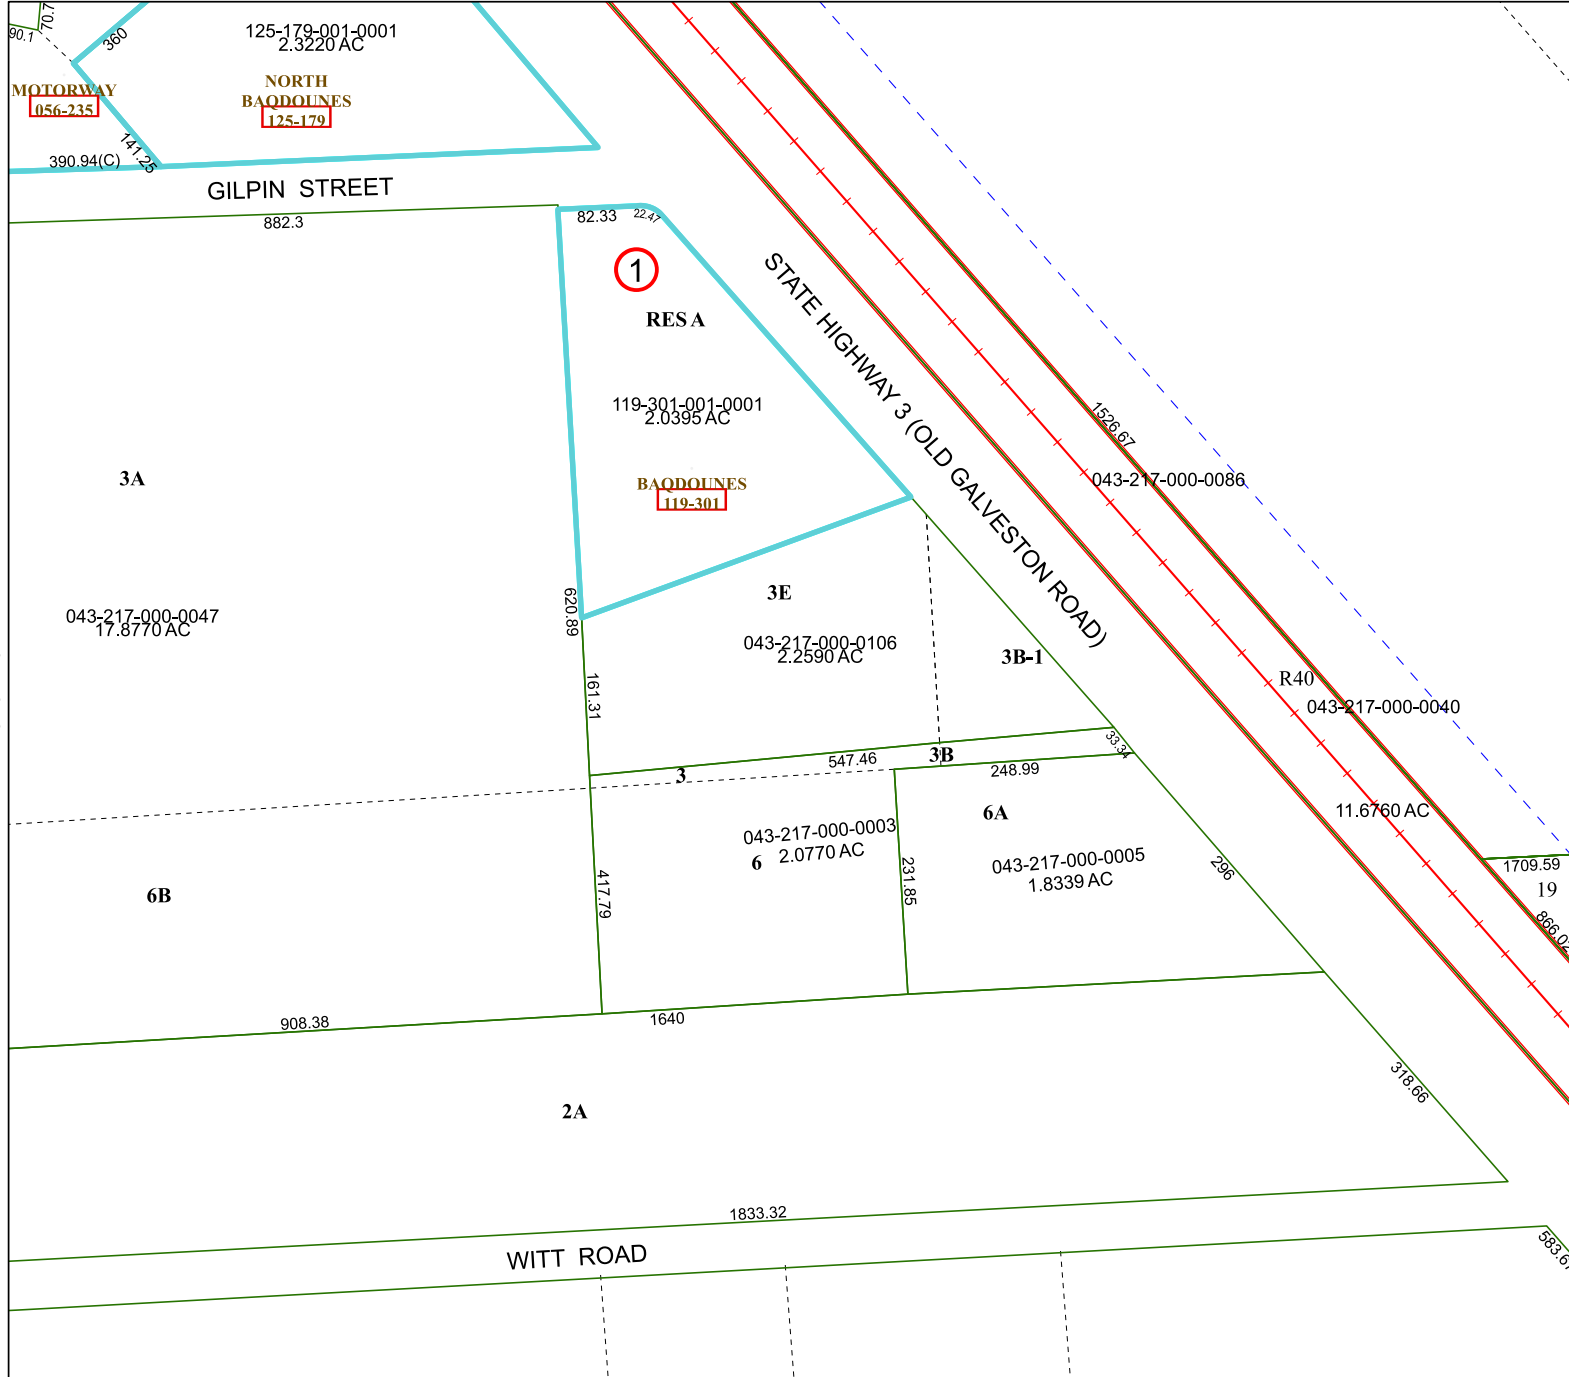 90.1
70.7
360
125-179-001-0001
2.3220 AC
MOTORWAY
056-235
NORTH
BAQDOUNES
125-179
141.25
390.94(C)
GILPIN STREET
882.3
82.33
22.47
1
RES A
119-301-001-0001
2.0395 AC
BAQDOUNES
119-301
STATE HIGHWAY 3 (OLD GALVESTON ROAD)
1526.67
043-217-000-0086
3A
043-217-000-0047
17.8770 AC
620.89
3E
043-217-000-0106
2.2590 AC
3B-1
R40
043-217-000-0040
161.31
33.34
547.46
3B
248.99
3
6A
11.6760 AC
043-217-000-0003
2.0770 AC
6
043-217-000-0005
1.8339 AC
296
1709.59
19
866.02
6B
417.79
231.85
908.38
1640
318.66
2A
1833.32
WITT ROAD
583.67